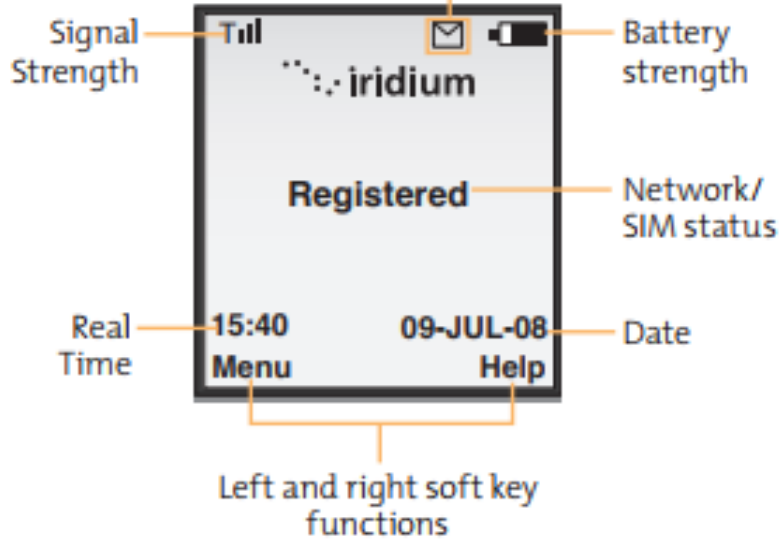 Signal
Strength
T
Battery
strength
iridium
Registered
Network/
SIM status
Real
Time
15:40
09-JUL-08
Date
Menu
Help
Left and right soft key
functions